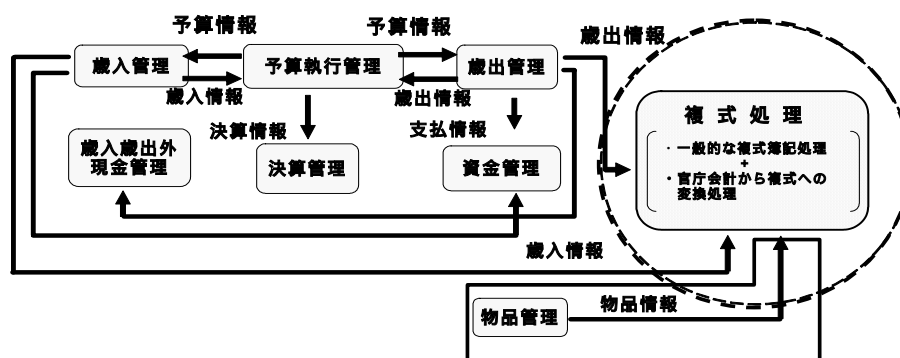 予算情報
予算情報
歳出情報
歳入管理
予算執行管理
歳出管理
歳入情報
歳出情報
複式処理
決算情報
支払情報
歳入歳出外
現金管理
決算管理
資金管理
・一般的な複式簿記処理
+
・官庁会計から複式への
変換処理
歳入情報
物品管理
物品情報